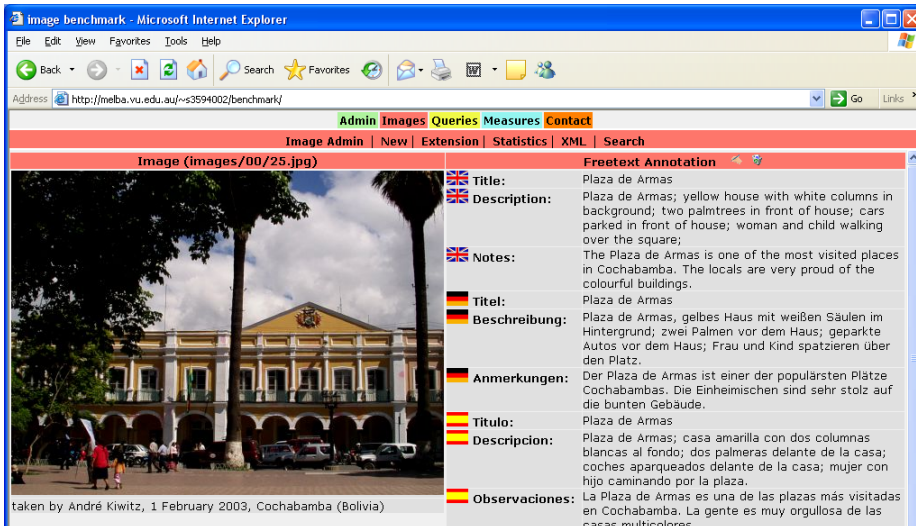 image benchmark - Microsoft Internet Explorer
File Edit View Favorites Tools Help
Back Search Favorites
Address http://melba.vu.edu.au/~s3594002/benchmark/ Go Links
Admin Images Queries Measures Contact
Image Admin | New | Extension | Statistics | XML | Search
Image (images/00/25.jpg)
taken by André Kiwitz, 1 February 2003, Cochabamba (Bolivia)
Freetext Annotation
Title: Plaza de Armas
Description: Plaza de Armas; yellow house with white columns in
background; two palmtrees in front of house; cars
parked in front of house; woman and child walking
over the square;
Notes: The Plaza de Armas is one of the most visited places
in Cochabamba. The locals are very proud of the
colourful buildings.
Titel: Plaza de Armas
Beschreibung: Plaza de Armas, gelbes Haus mit weißen Säulen im
Hintergrund; zwei Palmen vor dem Haus; geparkte
Autos vor dem Haus; Frau und Kind spatzieren über
den Platz.
Anmerkungen: Der Plaza de Armas ist einer der populärsten Plätze
Cochabambas. Die Einheimischen sind sehr stolz auf
die bunten Gebäude.
Titulo: Plaza de Armas
Descripcion: Plaza de Armas; casa amarilla con dos columnas
blancas al fondo; dos palmeras delante de la casa;
coches aparqueados delante de la casa; mujer con
hijo caminando por la plaza.
Observaciones: La Plaza de Armas es una de las plazas más visitadas
en Cochabamba. La gente es muy orgullosa de las
casas multicolores.